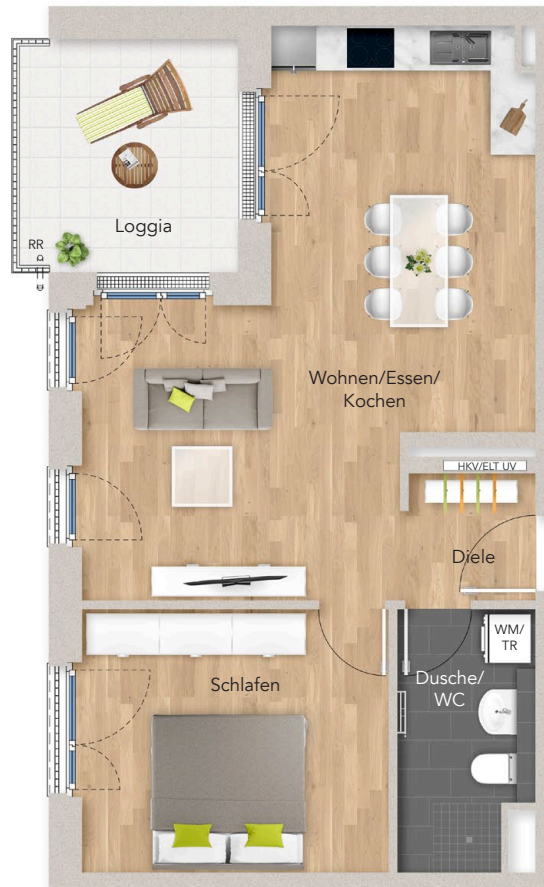 Loggia
RR
Wohnen/Essen/
Kochen
HKV/ELT UV
Diele
WM/
TR
Schlafen
Dusche/
WC